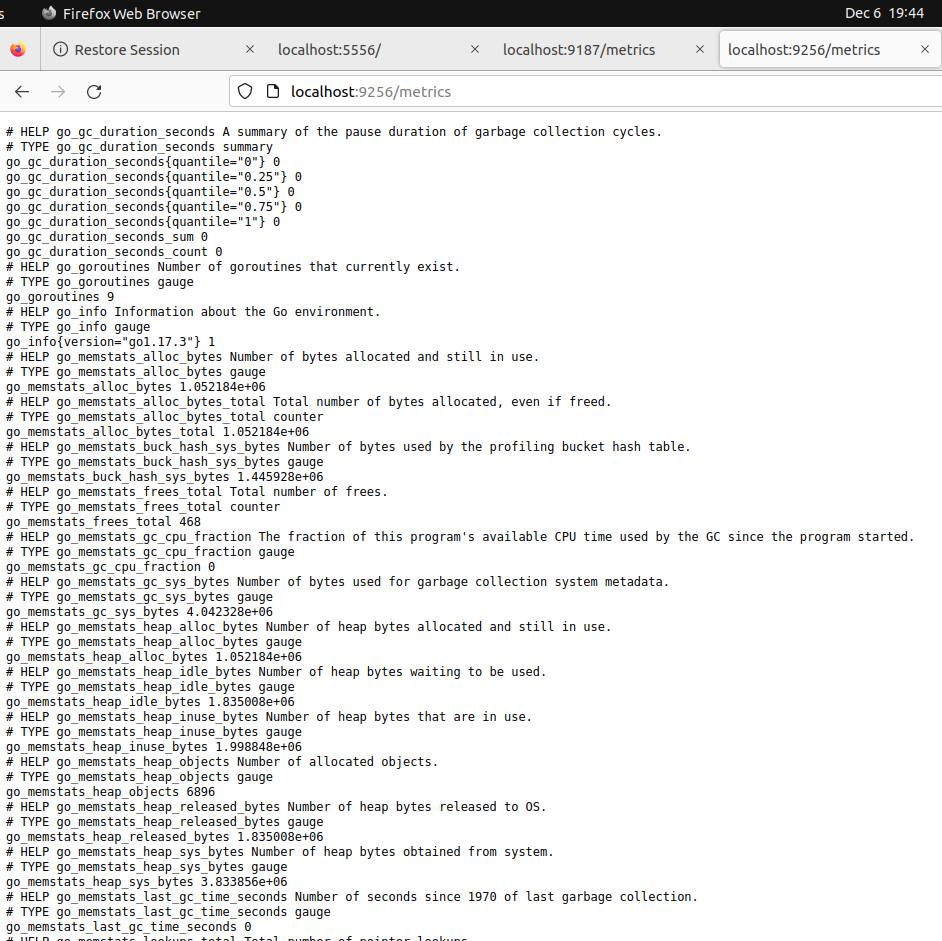 s Firefox Web Browser Dec 6 19:44
Restore Session × localhost:5556/ × localhost:9187/metrics × localhost:9256/metrics ×
localhost:9256/metrics
# HELP go_gc_duration_seconds A summary of the pause duration of garbage collection cycles.
# TYPE go_gc_duration_seconds summary
go_gc_duration_seconds{quantile="0"} 0
go_gc_duration_seconds{quantile="0.25"} 0
go_gc_duration_seconds{quantile="0.5"} 0
go_gc_duration_seconds{quantile="0.75"} 0
go_gc_duration_seconds{quantile="1"} 0
go_gc_duration_seconds_sum 0
go_gc_duration_seconds_count 0
# HELP go_goroutines Number of goroutines that currently exist.
# TYPE go_goroutines gauge
go_goroutines 9
# HELP go_info Information about the Go environment.
# TYPE go_info gauge
go_info{version="go1.17.3"} 1
# HELP go_memstats_alloc_bytes Number of bytes allocated and still in use.
# TYPE go_memstats_alloc_bytes gauge
go_memstats_alloc_bytes 1.052184e+06
# HELP go_memstats_alloc_bytes_total Total number of bytes allocated, even if freed.
# TYPE go_memstats_alloc_bytes_total counter
go_memstats_alloc_bytes_total 1.052184e+06
# HELP go_memstats_buck_hash_sys_bytes Number of bytes used by the profiling bucket hash table.
# TYPE go_memstats_buck_hash_sys_bytes gauge
go_memstats_buck_hash_sys_bytes 1.445928e+06
# HELP go_memstats_frees_total Total number of frees.
# TYPE go_memstats_frees_total counter
go_memstats_frees_total 468
# HELP go_memstats_gc_cpu_fraction The fraction of this program's available CPU time used by the GC since the program started.
# TYPE go_memstats_gc_cpu_fraction gauge
go_memstats_gc_cpu_fraction 0
# HELP go_memstats_gc_sys_bytes Number of bytes used for garbage collection system metadata.
# TYPE go_memstats_gc_sys_bytes gauge
go_memstats_gc_sys_bytes 4.042328e+06
# HELP go_memstats_heap_alloc_bytes Number of heap bytes allocated and still in use.
# TYPE go_memstats_heap_alloc_bytes gauge
go_memstats_heap_alloc_bytes 1.052184e+06
# HELP go_memstats_heap_idle_bytes Number of heap bytes waiting to be used.
# TYPE go_memstats_heap_idle_bytes gauge
go_memstats_heap_idle_bytes 1.835008e+06
# HELP go_memstats_heap_inuse_bytes Number of heap bytes that are in use.
# TYPE go_memstats_heap_inuse_bytes gauge
go_memstats_heap_inuse_bytes 1.998848e+06
# HELP go_memstats_heap_objects Number of allocated objects.
# TYPE go_memstats_heap_objects gauge
go_memstats_heap_objects 6896
# HELP go_memstats_heap_released_bytes Number of heap bytes released to OS.
# TYPE go_memstats_heap_released_bytes gauge
go_memstats_heap_released_bytes 1.835008e+06
# HELP go_memstats_heap_sys_bytes Number of heap bytes obtained from system.
# TYPE go_memstats_heap_sys_bytes gauge
go_memstats_heap_sys_bytes 3.833856e+06
# HELP go_memstats_last_gc_time_seconds Number of seconds since 1970 of last garbage collection.
# TYPE go_memstats_last_gc_time_seconds gauge
go_memstats_last_gc_time_seconds 0
# HELP go_memstats_lookups_total Total number of pointer lookups.